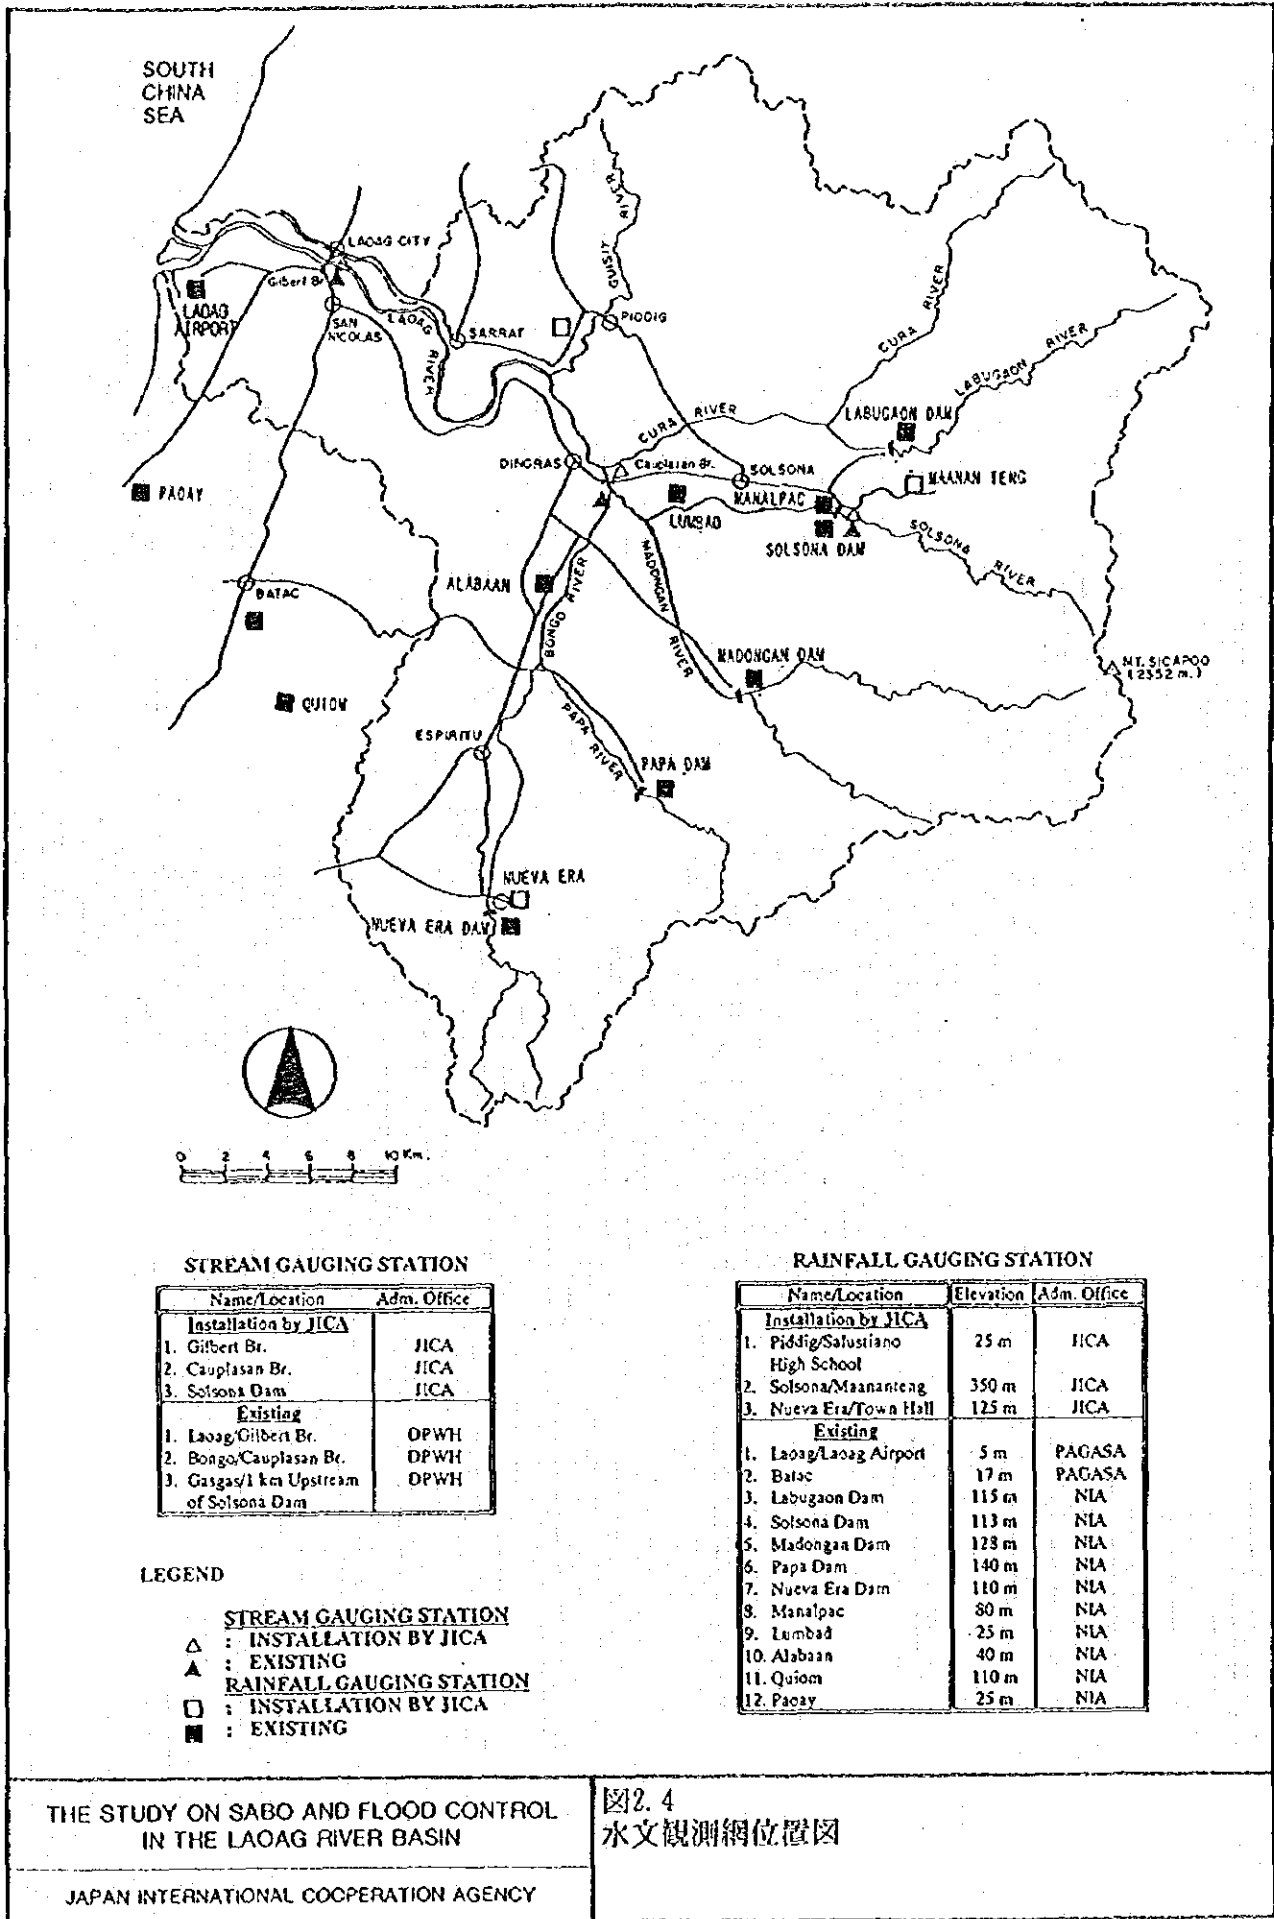 SOUTH
CHINA
SEA
GUISIT RIVER
LAOAG CITY
Gilbert Br.
LAOAG
AIRPORT
SAN
NICOLAS
LAOAG RIVER
SARRAT
PIDDIG
CURA RIVER
LABUGAON RIVER
CURA RIVER
LABUGAON DAM
DINGRAS
Cauplasan Br.
SOLSONA
MAANAN TENG
PAOAY
LUMBAD
MANALPAC
SOLSONA DAM
SOLSONA RIVER
ALABAAN
BONGO RIVER
MADONGAN RIVER
BATAC
MADONGAN DAM
MT. SICAPOO
(2352 m.)
QUIOM
ESPIRITU
PAPA RIVER
PAPA DAM
NUEVA ERA
NUEVA ERA DAM
0 2 4 6 8 10 Km.
STREAM GAUGING STATION
Name/Location Adm. Office
Installation by JICA
1. Gilbert Br. JICA
2. Cauplasan Br. JICA
3. Solsona Dam JICA
Existing
1. Laoag/Gilbert Br. DPWH
2. Bongo/Cauplasan Br. DPWH
3. Gasgas/1 km Upstream DPWH
of Solsona Dam
RAINFALL GAUGING STATION
Name/Location Elevation Adm. Office
Installation by JICA
1. Piddig/Salustiano 25 m JICA
High School
2. Solsona/Maananteng 350 m JICA
3. Nueva Era/Town Hall 125 m JICA
Existing
1. Laoag/Laoag Airport 5 m PAGASA
2. Batac 17 m PAGASA
3. Labugaon Dam 115 m NIA
4. Solsona Dam 113 m NIA
5. Madongan Dam 128 m NIA
6. Papa Dam 140 m NIA
7. Nueva Era Dam 110 m NIA
8. Manalpac 80 m NIA
9. Lumbad 25 m NIA
10. Alabaan 40 m NIA
11. Quiom 110 m NIA
12. Paoay 25 m NIA
LEGEND
STREAM GAUGING STATION
: INSTALLATION BY JICA
: EXISTING
RAINFALL GAUGING STATION
: INSTALLATION BY JICA
: EXISTING
THE STUDY ON SABO AND FLOOD CONTROL
IN THE LAOAG RIVER BASIN
JAPAN INTERNATIONAL COOPERATION AGENCY
図2.4
水文観測網位置図